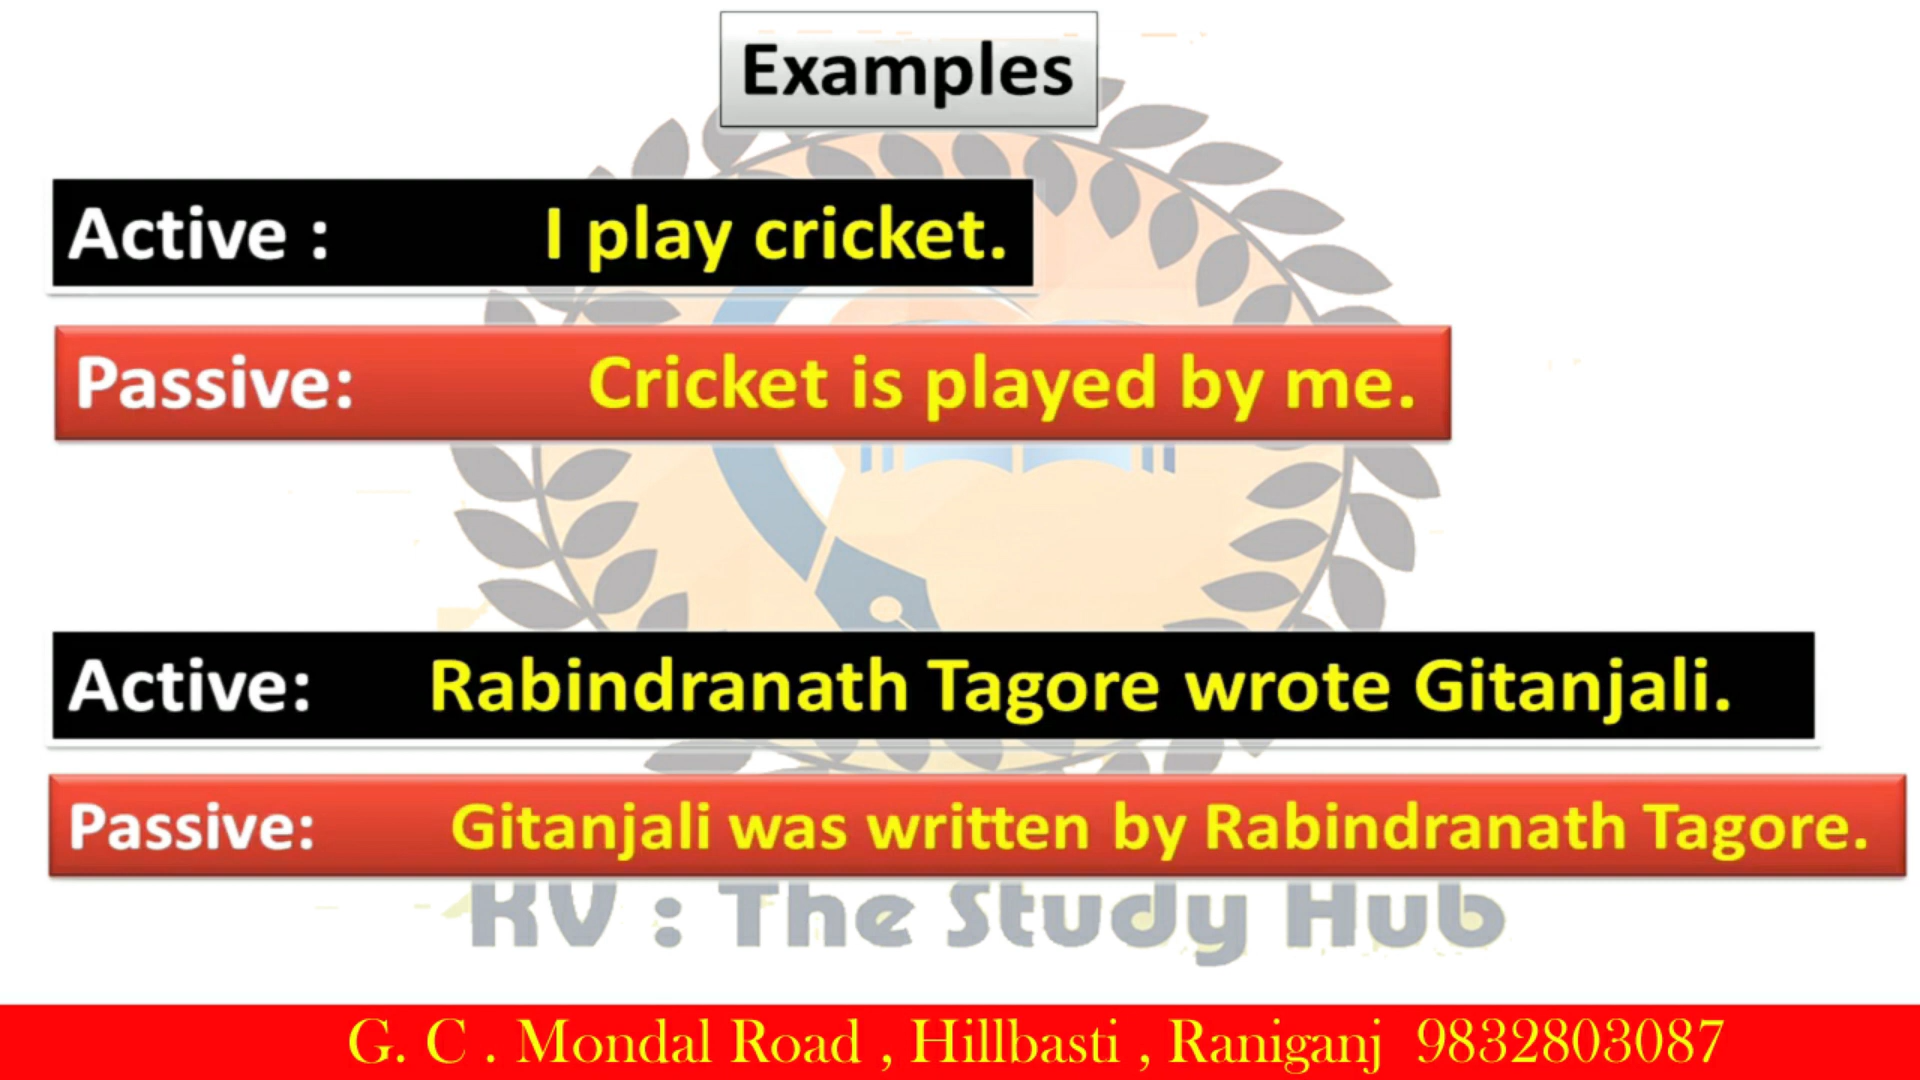 Examples
Active : I play cricket.
Passive: Cricket is played by me.
Active: Rabindranath Tagore wrote Gitanjali.
Passive: Gitanjali was written by Rabindranath Tagore.
KV : The Study Hub
G. C . Mondal Road , Hillbasti , Raniganj 9832803087